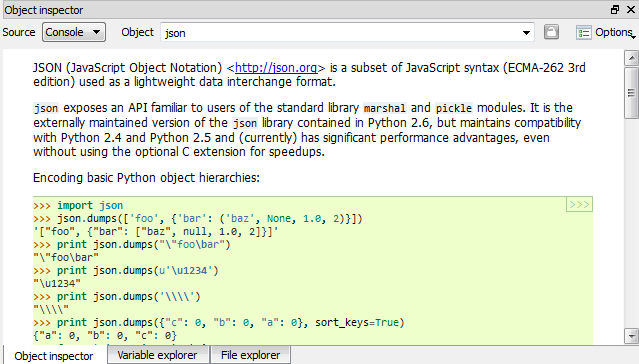 Object inspector
Source Console Object json Options
JSON (JavaScript Object Notation) <http://json.org> is a subset of JavaScript syntax (ECMA-262 3rd
edition) used as a lightweight data interchange format.
json exposes an API familiar to users of the standard library marshal and pickle modules. It is the
externally maintained version of the json library contained in Python 2.6, but maintains compatibility
with Python 2.4 and Python 2.5 and (currently) has significant performance advantages, even
without using the optional C extension for speedups.
Encoding basic Python object hierarchies:
>>>
>>> import json
>>> json.dumps(['foo', {'bar': ('baz', None, 1.0, 2)}])
'["foo", {"bar": ["baz", null, 1.0, 2]}]'
>>> print json.dumps("\"foo\bar")
"\"foo\bar"
>>> print json.dumps(u'\u1234')
"\u1234"
>>> print json.dumps('\\\\')
"\\\\"
>>> print json.dumps({"c": 0, "b": 0, "a": 0}, sort_keys=True)
{"a": 0, "b": 0, "c": 0}
Object inspector Variable explorer File explorer